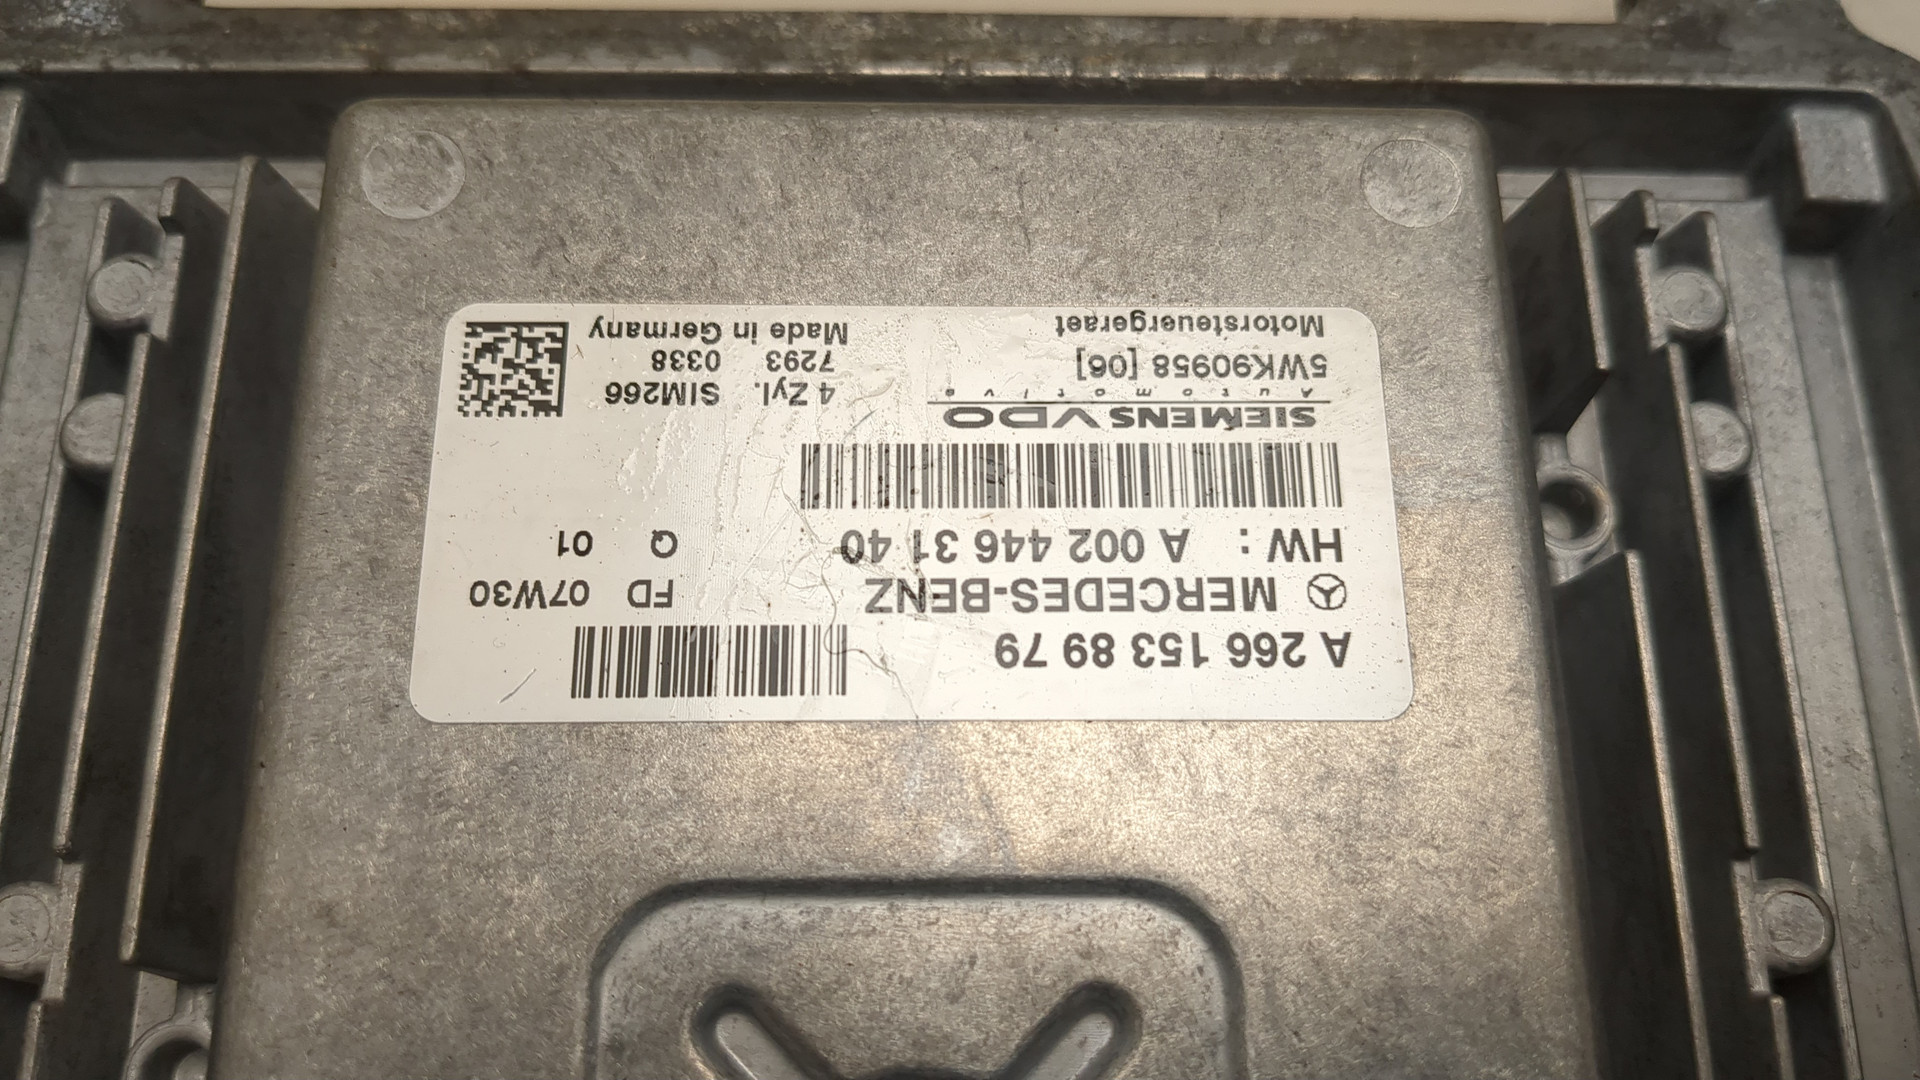 A 266 153 89 79
MERCEDES-BENZ FD 07W30
HW : A 002 446 31 40 Q 01
SIEMENS VDO
Automotive
5WK90958 [06] 4 Zyl. SIM266
7293 0338
Motorsteuergeraet Made in Germany